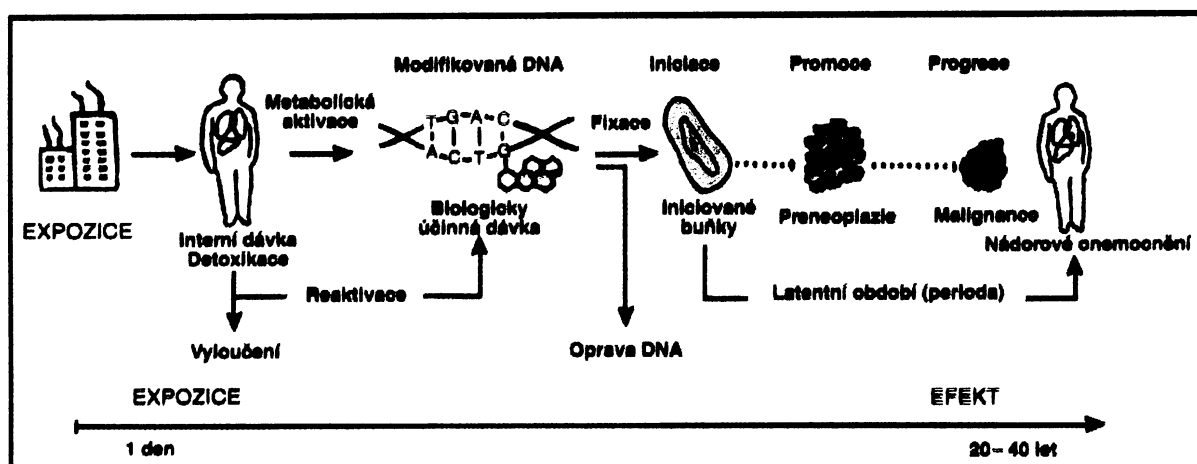 Modifikovaná DNA
Iniciace
Promoce
Progrese
Metabolická
aktivace
T G A C
A C T G
Fixace
EXPOZICE
Interní dávka
Detoxikace
Biologicky
účinná dávka
Iniciované
buňky
Preneoplazie
Malignance
Nádorové onemocnění
Reaktivace
Latentní období (perioda)
Vyloučení
Oprava DNA
EXPOZICE
EFEKT
1 den
20 – 40 let